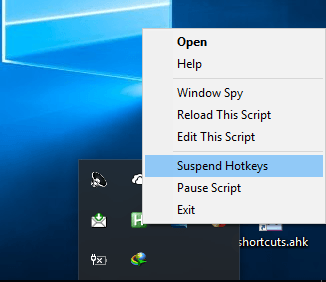 Open
Help
Window Spy
Reload This Script
Edit This Script
Suspend Hotkeys
Pause Script
Exit
H
shortcuts.ahk